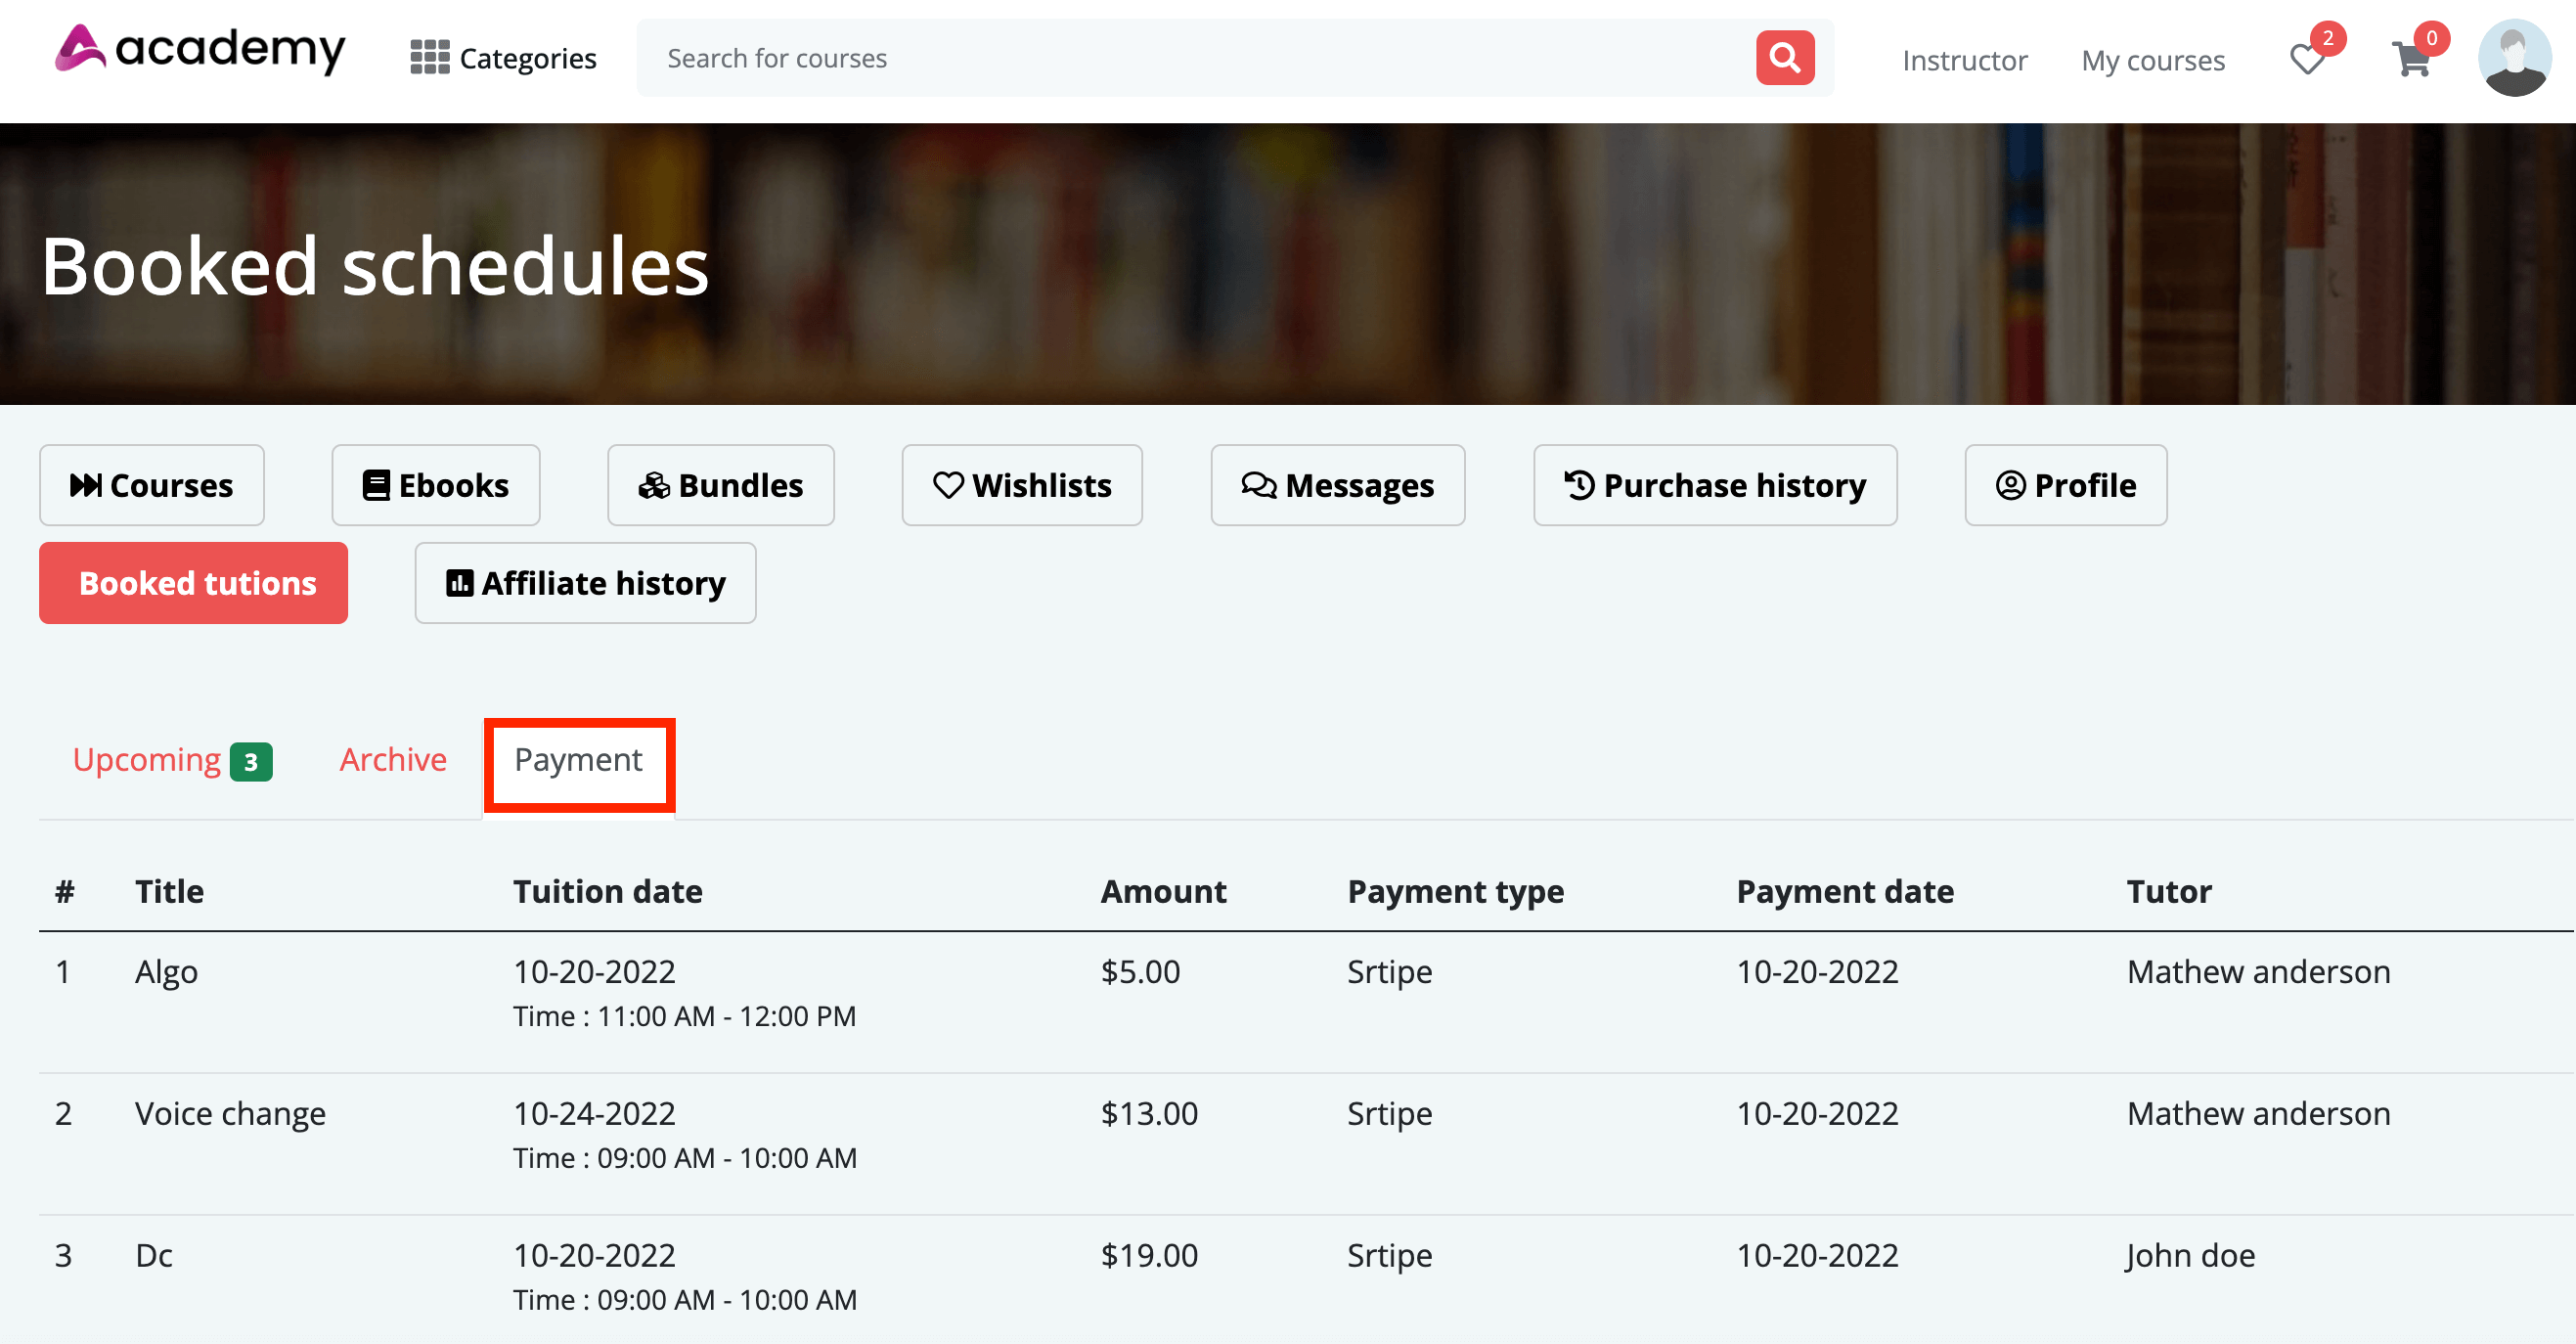 academy
Categories
Search for courses
Instructor
My courses
2
0
Booked schedules
Courses
Ebooks
Bundles
Wishlists
Messages
Purchase history
Profile
Booked tutions
Affiliate history
Upcoming 3
Archive
Payment
# Title Tuition date Amount Payment type Payment date Tutor
1 Algo 10-20-2022 $5.00 Srtipe 10-20-2022 Mathew anderson
Time : 11:00 AM - 12:00 PM
2 Voice change 10-24-2022 $13.00 Srtipe 10-20-2022 Mathew anderson
Time : 09:00 AM - 10:00 AM
3 Dc 10-20-2022 $19.00 Srtipe 10-20-2022 John doe
Time : 09:00 AM - 10:00 AM